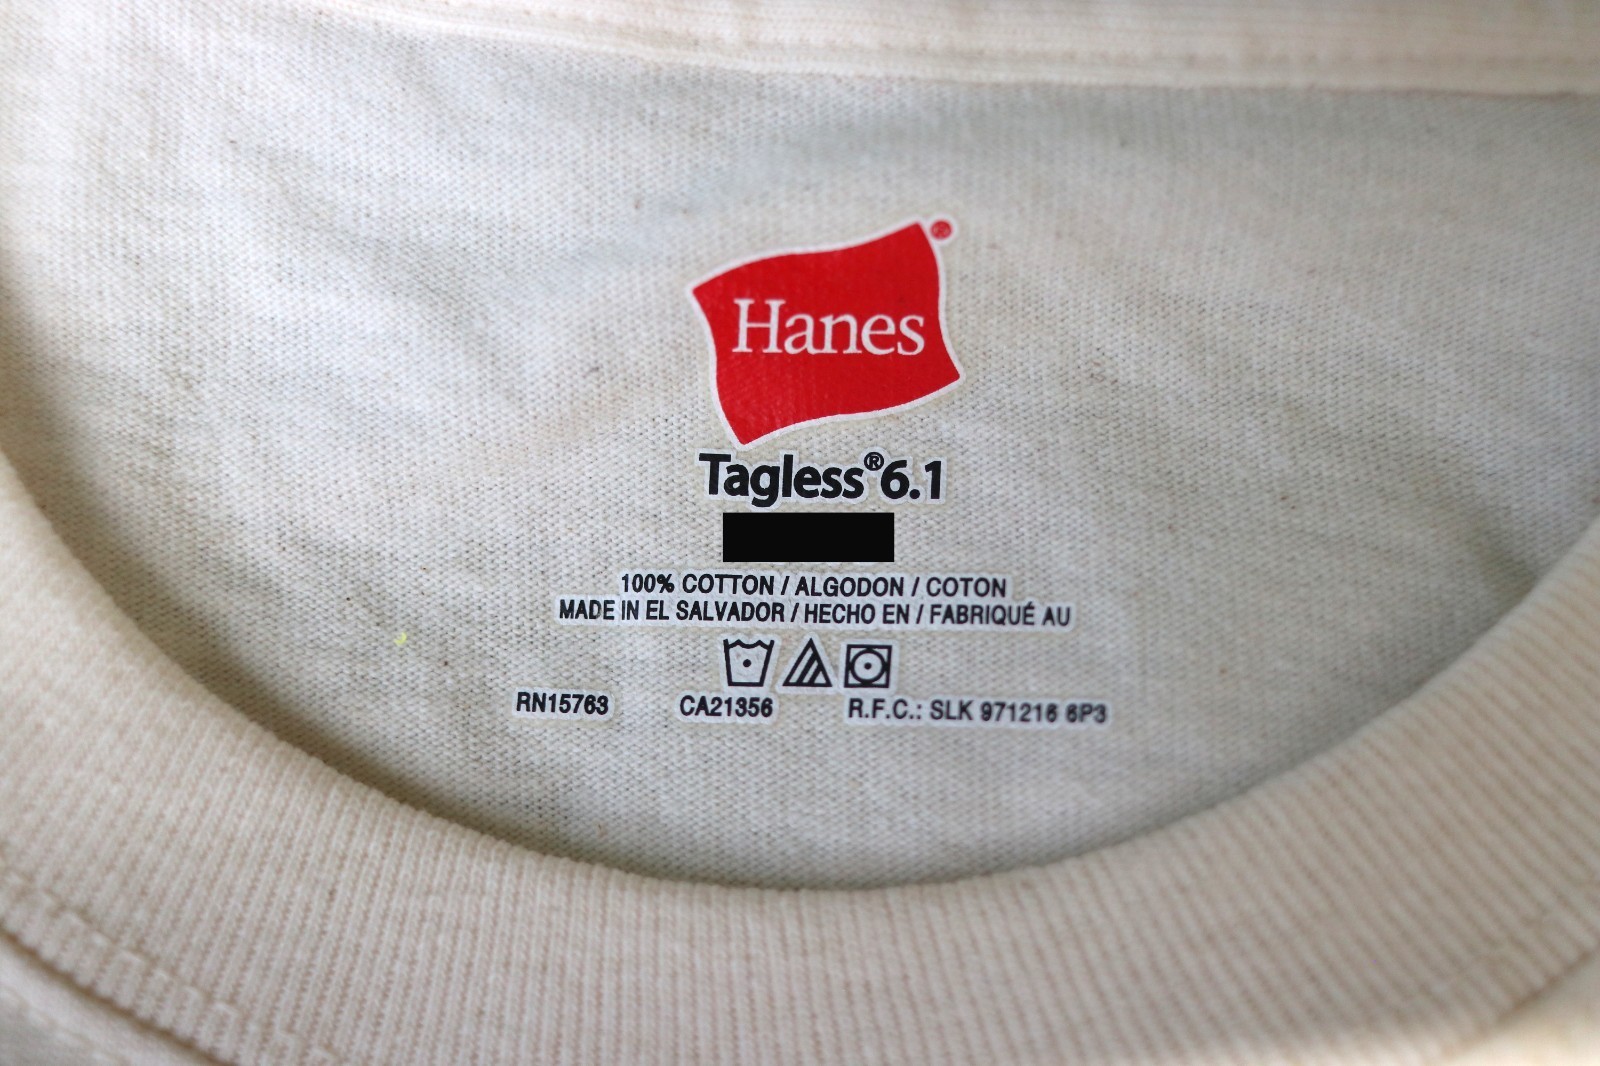 Hanes®
Tagless®6.1
100% COTTON / ALGODON / COTON
MADE IN EL SALVADOR / HECHO EN / FABRIQUÉ AU
RN15763 CA21356 R.F.C.: SLK 971216 6P3